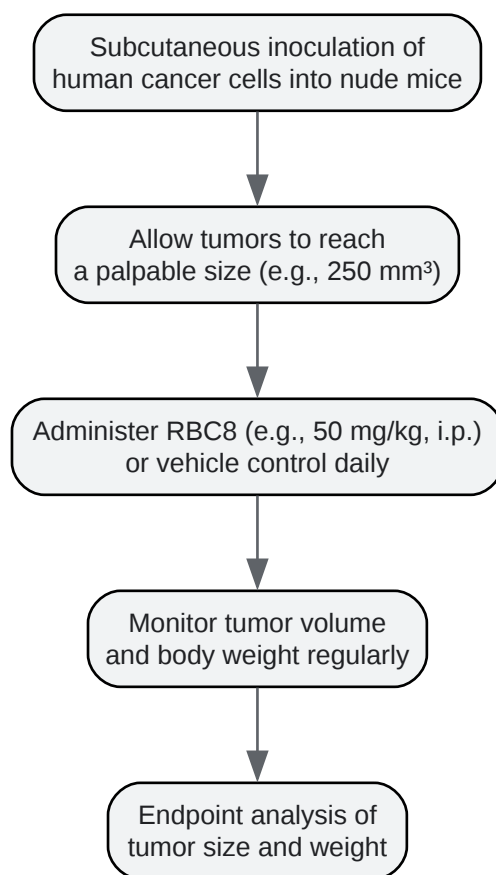 Subcutaneous inoculation of
human cancer cells into nude mice
Allow tumors to reach
a palpable size (e.g., 250 mm³)
Administer RBC8 (e.g., 50 mg/kg, i.p.)
or vehicle control daily
Monitor tumor volume
and body weight regularly
Endpoint analysis of
tumor size and weight